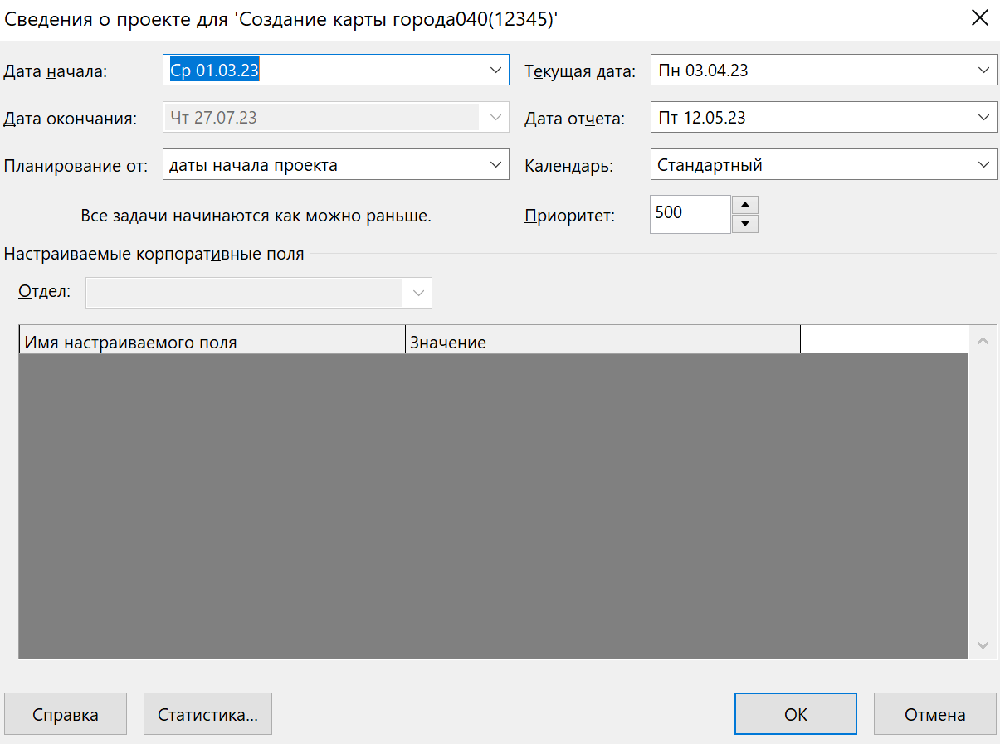 Сведения о проекте для 'Создание карты города040(12345)'
Дата начала: Ср 01.03.23 Текущая дата: Пн 03.04.23
Дата окончания: Чт 27.07.23 Дата отчета: Пт 12.05.23
Планирование от: даты начала проекта Календарь: Стандартный
Все задачи начинаются как можно раньше. Приоритет: 500
Настраиваемые корпоративные поля
Отдел:
Имя настраиваемого поля Значение
Справка Статистика... ОК Отмена